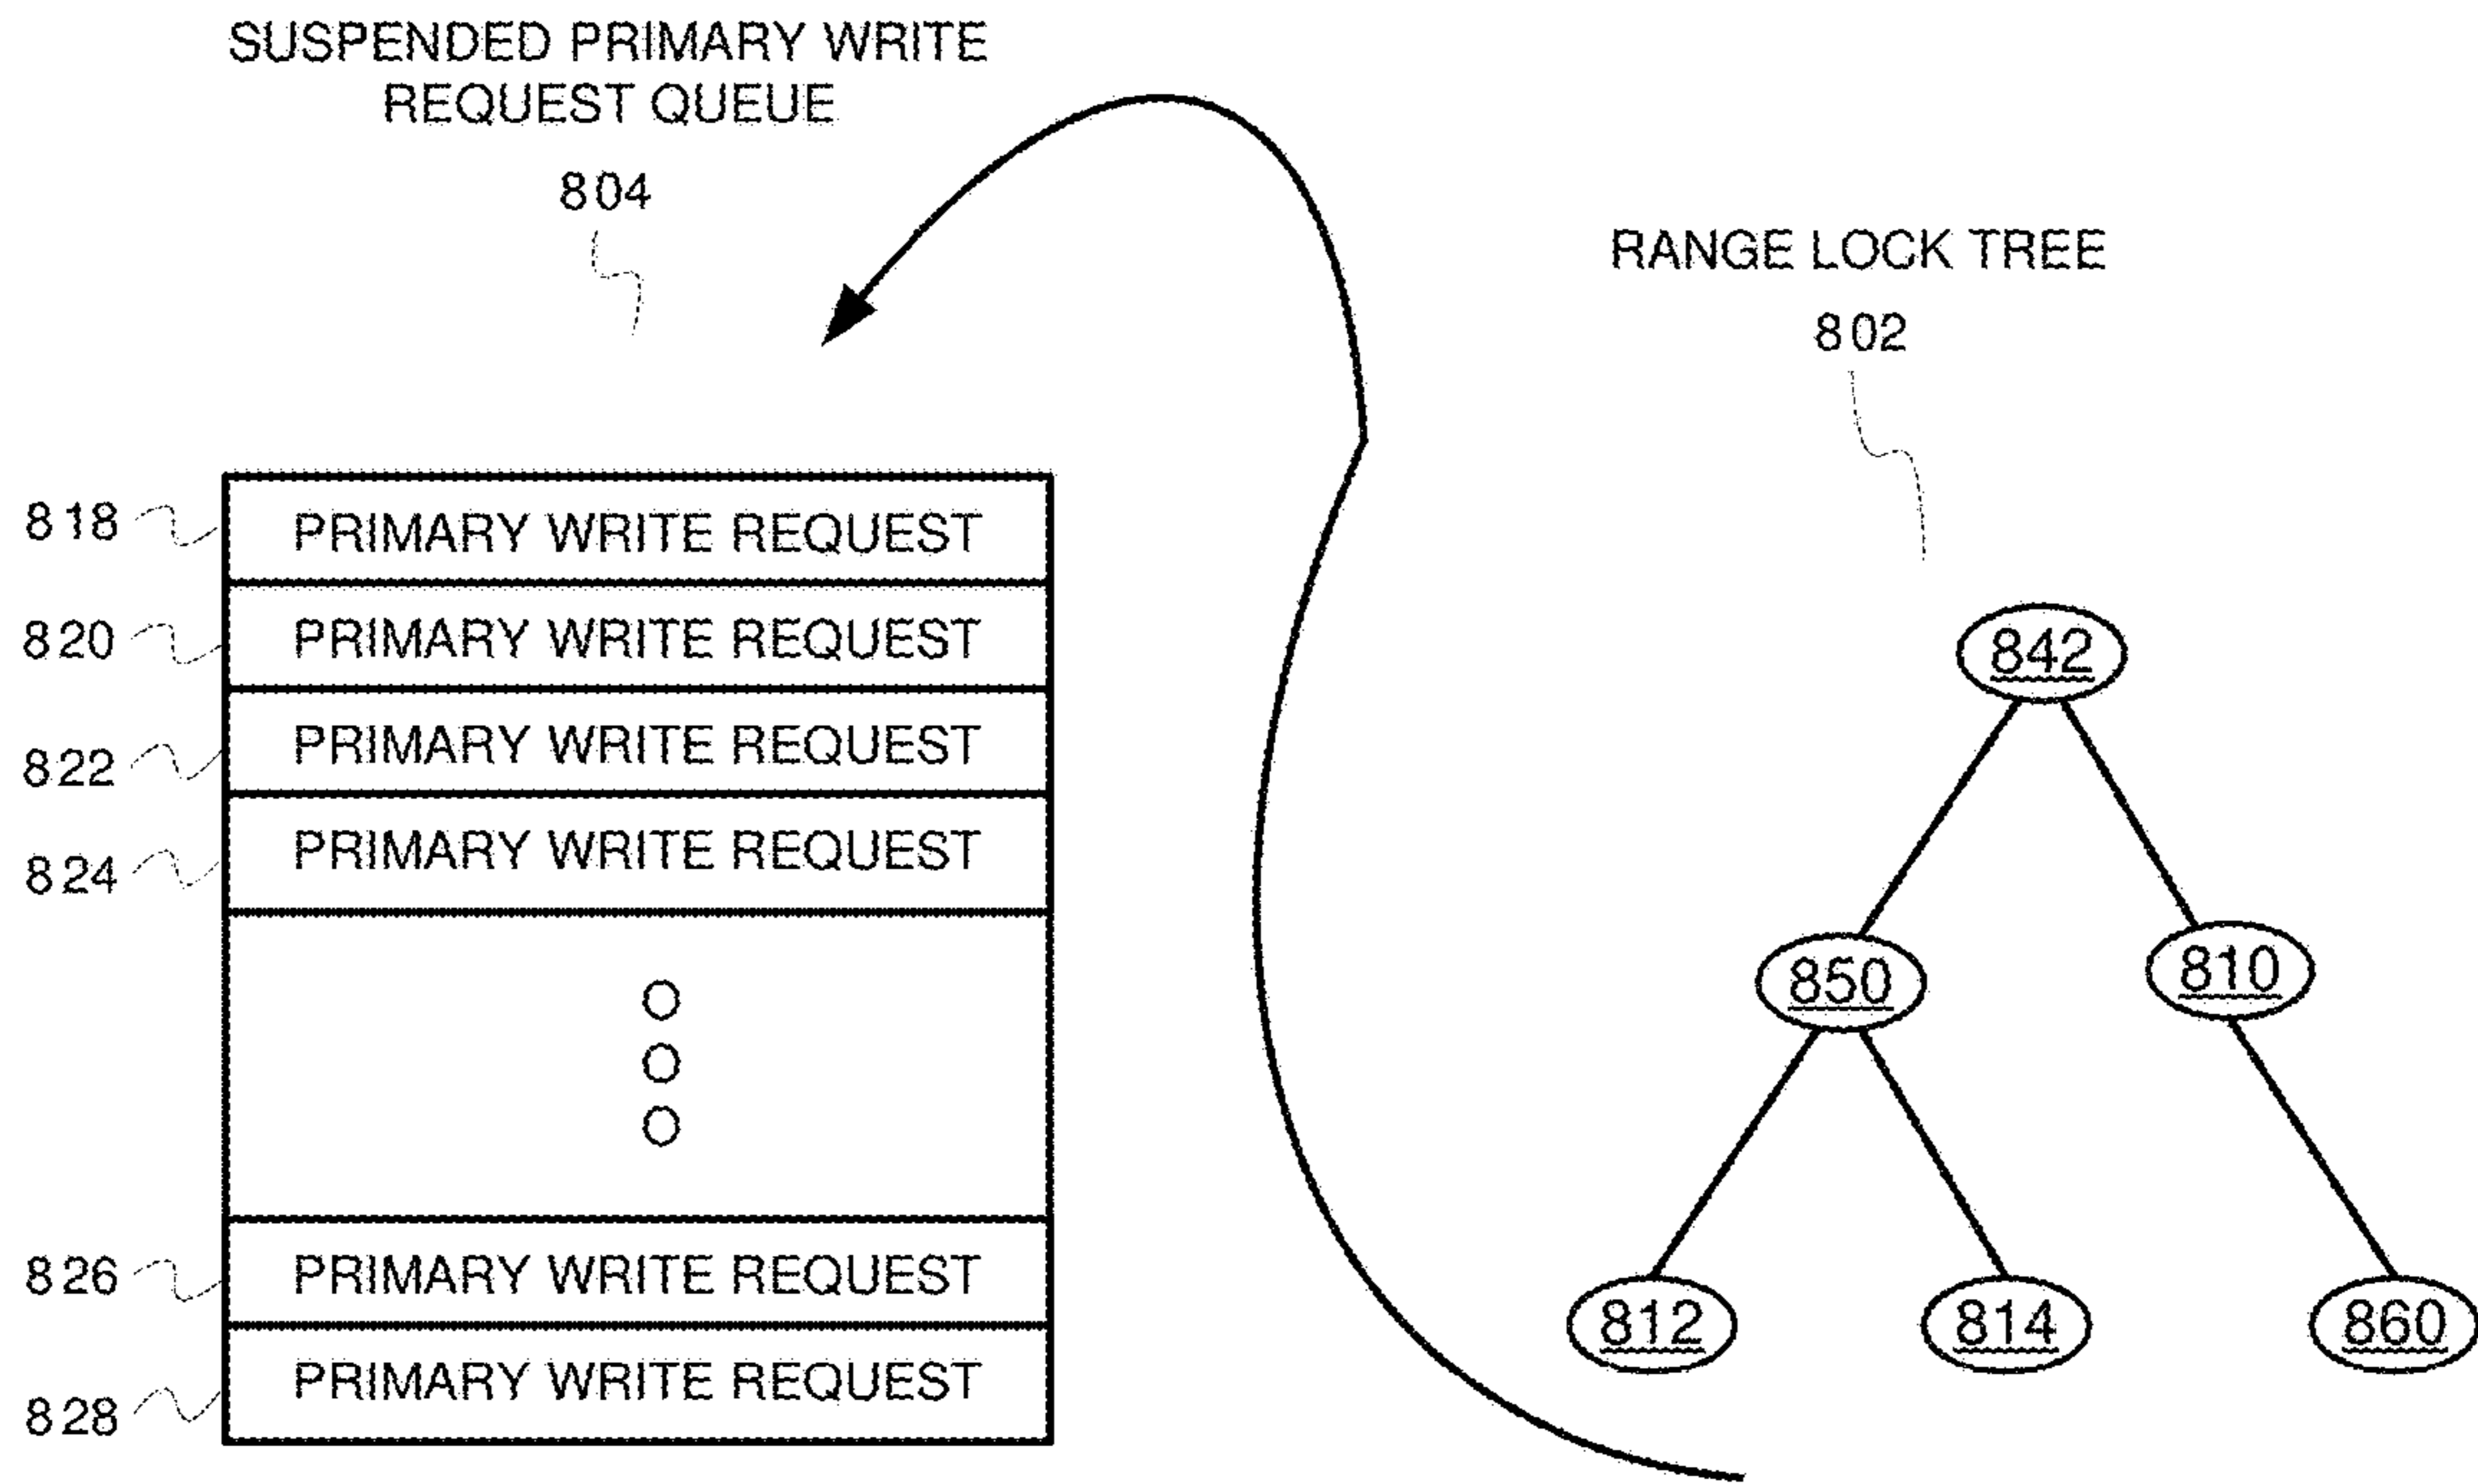 SUSPENDED PRIMARY WRITE
REQUEST QUEUE
804
RANGE LOCK TREE
802
818 PRIMARY WRITE REQUEST
820 PRIMARY WRITE REQUEST
822 PRIMARY WRITE REQUEST
824 PRIMARY WRITE REQUEST
826 PRIMARY WRITE REQUEST
828 PRIMARY WRITE REQUEST
842
850 810
812 814 860